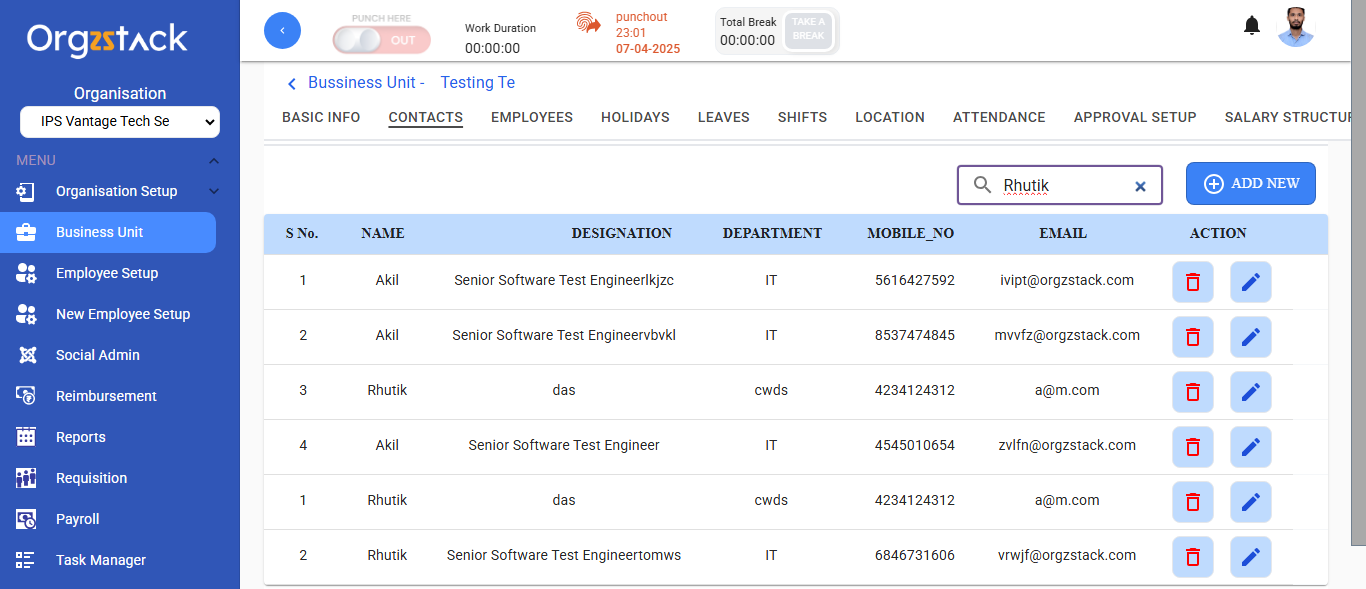 Orgzstack
Organisation
IPS Vantage Tech Se
MENU
Organisation Setup
Business Unit
Employee Setup
New Employee Setup
Social Admin
Reimbursement
Reports
Requisition
Payroll
Task Manager
PUNCH HERE
OUT
Work Duration
00:00:00
punchout
23:01
07-04-2025
Total Break
00:00:00
TAKE A
BREAK
Bussiness Unit - Testing Te
BASIC INFO CONTACTS EMPLOYEES HOLIDAYS LEAVES SHIFTS LOCATION ATTENDANCE APPROVAL SETUP SALARY STRUCTUR
Rhutik
ADD NEW
S No. NAME DESIGNATION DEPARTMENT MOBILE_NO EMAIL ACTION
1 Akil Senior Software Test Engineerlkjzc IT 5616427592 ivipt@orgzstack.com
2 Akil Senior Software Test Engineervbvkl IT 8537474845 mvvfz@orgzstack.com
3 Rhutik das cwds 4234124312 a@m.com
4 Akil Senior Software Test Engineer IT 4545010654 zvlfn@orgzstack.com
1 Rhutik das cwds 4234124312 a@m.com
2 Rhutik Senior Software Test Engineertomws IT 6846731606 vrwjf@orgzstack.com